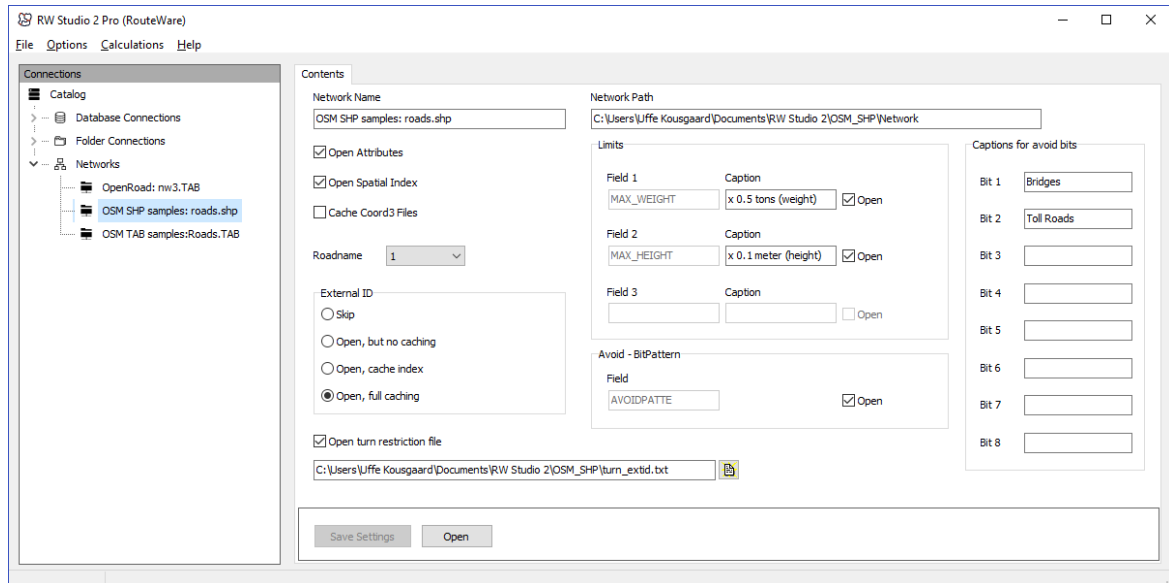 RW Studio 2 Pro (RouteWare)
File Options Calculations Help
Connections
Catalog
Database Connections
Folder Connections
Networks
OpenRoad: nw3.TAB
OSM SHP samples: roads.shp
OSM TAB samples:Roads.TAB
Contents
Network Name
OSM SHP samples: roads.shp
Network Path
C:\Users\Uffe Kousgaard\Documents\RW Studio 2\OSM_SHP\Network
Open Attributes
Open Spatial Index
Cache Coord3 Files
Roadname 1
External ID
Skip
Open, but no caching
Open, cache index
Open, full caching
Open turn restriction file
C:\Users\Uffe Kousgaard\Documents\RW Studio 2\OSM_SHP\turn_extid.txt
Limits
Field 1 Caption
MAX_WEIGHT x 0.5 tons (weight) Open
Field 2 Caption
MAX_HEIGHT x 0.1 meter (height) Open
Field 3 Caption
Open
Avoid - BitPattern
Field
AVOIDPATTE Open
Captions for avoid bits
Bit 1 Bridges
Bit 2 Toll Roads
Bit 3
Bit 4
Bit 5
Bit 6
Bit 7
Bit 8
Save Settings Open